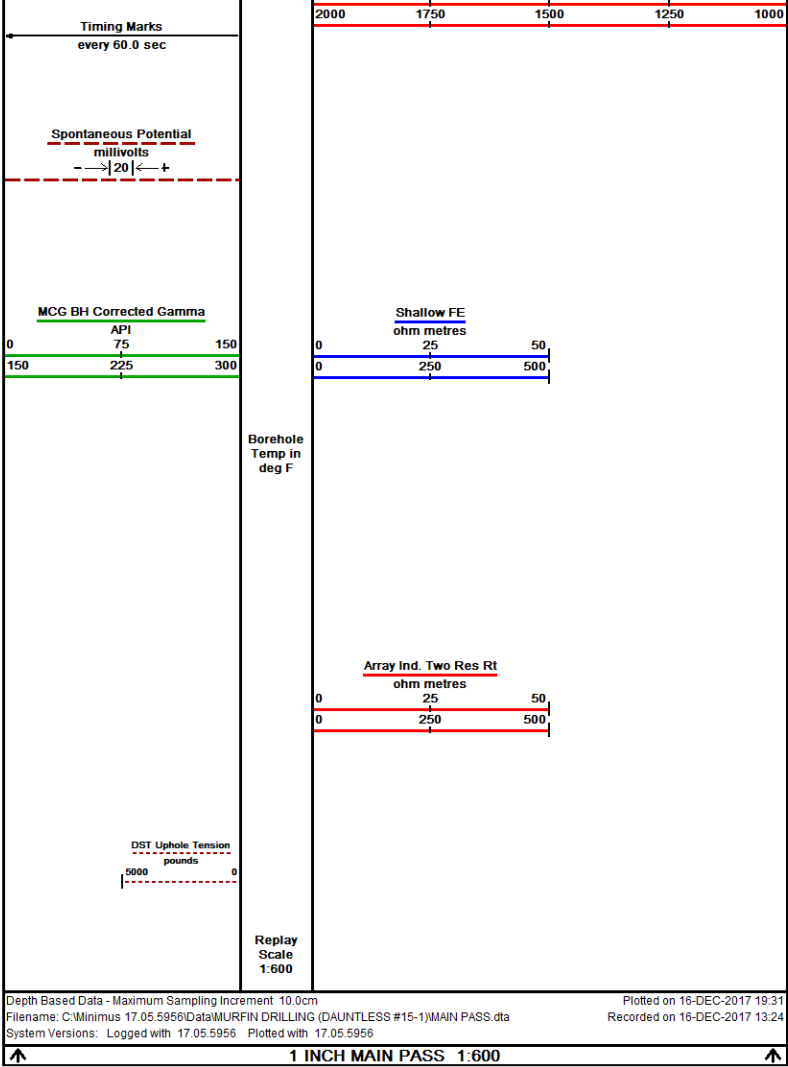 2000 1750 1500 1250 1000
Timing Marks
every 60.0 sec
Spontaneous Potential
millivolts
- 20 +
MCG BH Corrected Gamma
API
0 75 150
150 225 300
Shallow FE
ohm metres
0 25 50
0 250 500
Borehole
Temp in
deg F
Array Ind. Two Res Rt
ohm metres
0 25 50
0 250 500
DST Uphole Tension
pounds
5000 0
Replay
Scale
1:600
Depth Based Data - Maximum Sampling Increment 10.0cm
Plotted on 16-DEC-2017 19:31
Filename: C:\Minimus 17.05.5956\Data\MURFIN DRILLING (DAUNTLESS #15-1)\MAIN PASS.dta
Recorded on 16-DEC-2017 13:24
System Versions: Logged with 17.05.5956 Plotted with 17.05.5956
1 INCH MAIN PASS 1:600